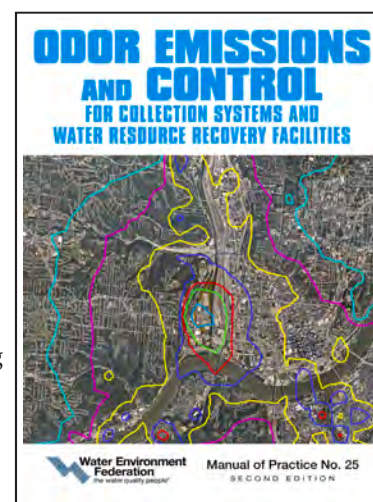 ODOR EMISSIONS
AND CONTROL
FOR COLLECTION SYSTEMS AND
WATER RESOURCE RECOVERY FACILITIES
g
Water Environment
Federation
the water quality people®
Manual of Practice No. 25
SECOND EDITION